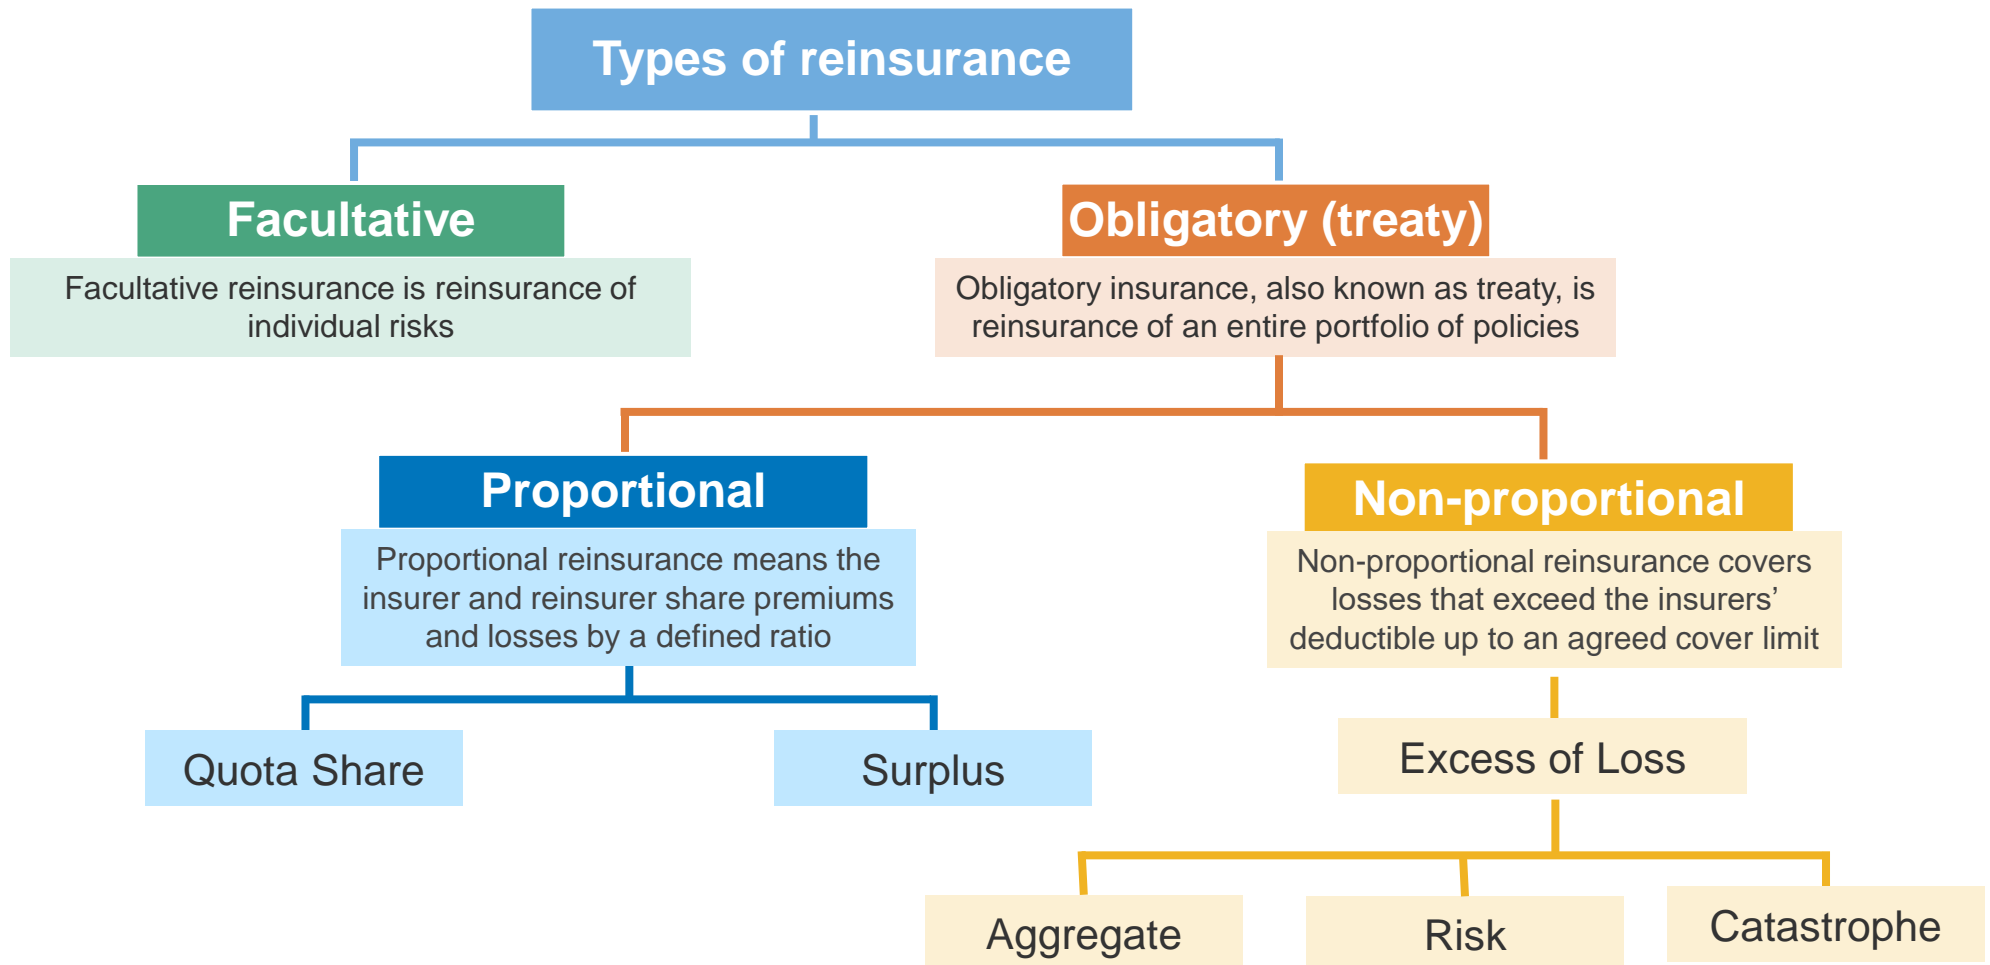 Types of reinsurance
Facultative
Facultative reinsurance is reinsurance of
individual risks
Obligatory (treaty)
Obligatory insurance, also known as treaty, is
reinsurance of an entire portfolio of policies
Proportional
Proportional reinsurance means the
insurer and reinsurer share premiums
and losses by a defined ratio
Non-proportional
Non-proportional reinsurance covers
losses that exceed the insurers’
deductible up to an agreed cover limit
Quota Share
Surplus
Excess of Loss
Aggregate
Risk
Catastrophe